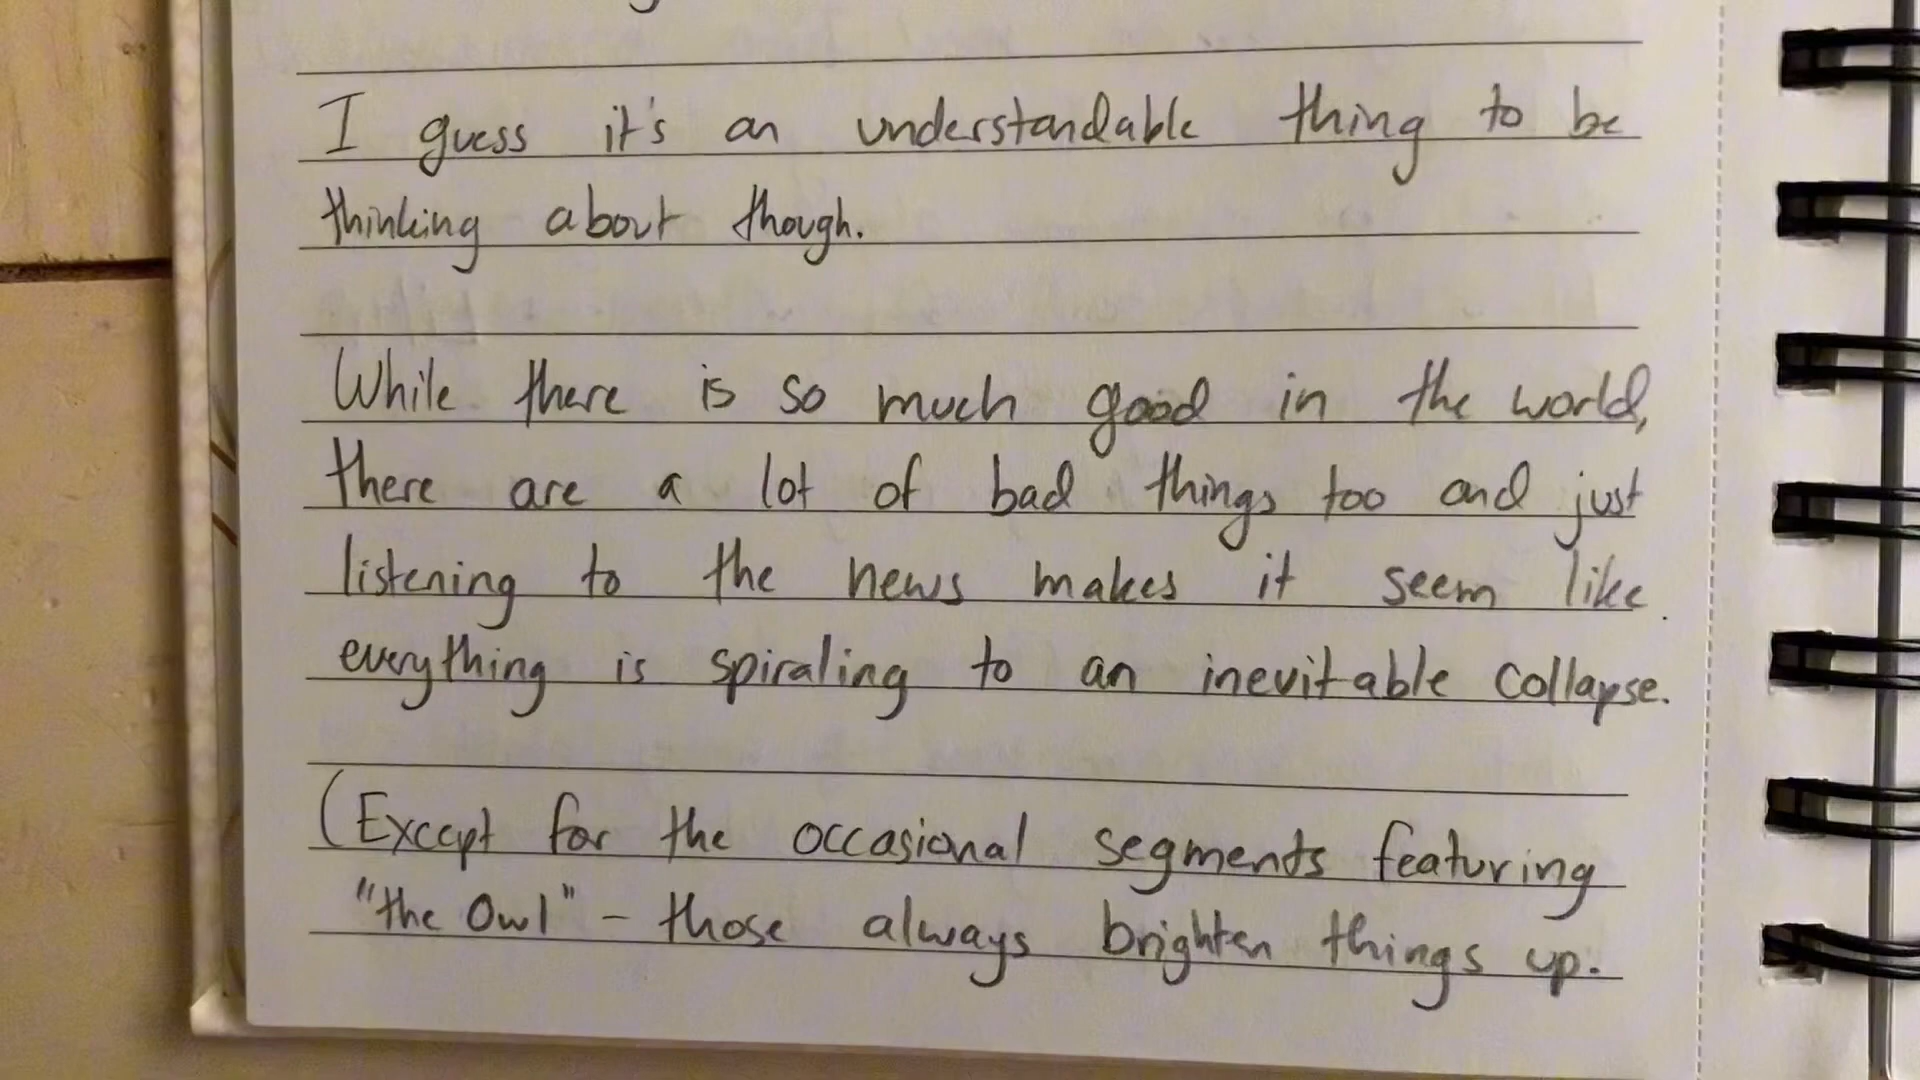 I guess it's an understandable thing to be
thinking about though.
While there is so much good in the world,
there are a lot of bad things too and just
listening to the news makes it seem like
everything is spiraling to an inevitable collapse.
(Except for the occasional segments featuring
"the Owl" - those always brighten things up.